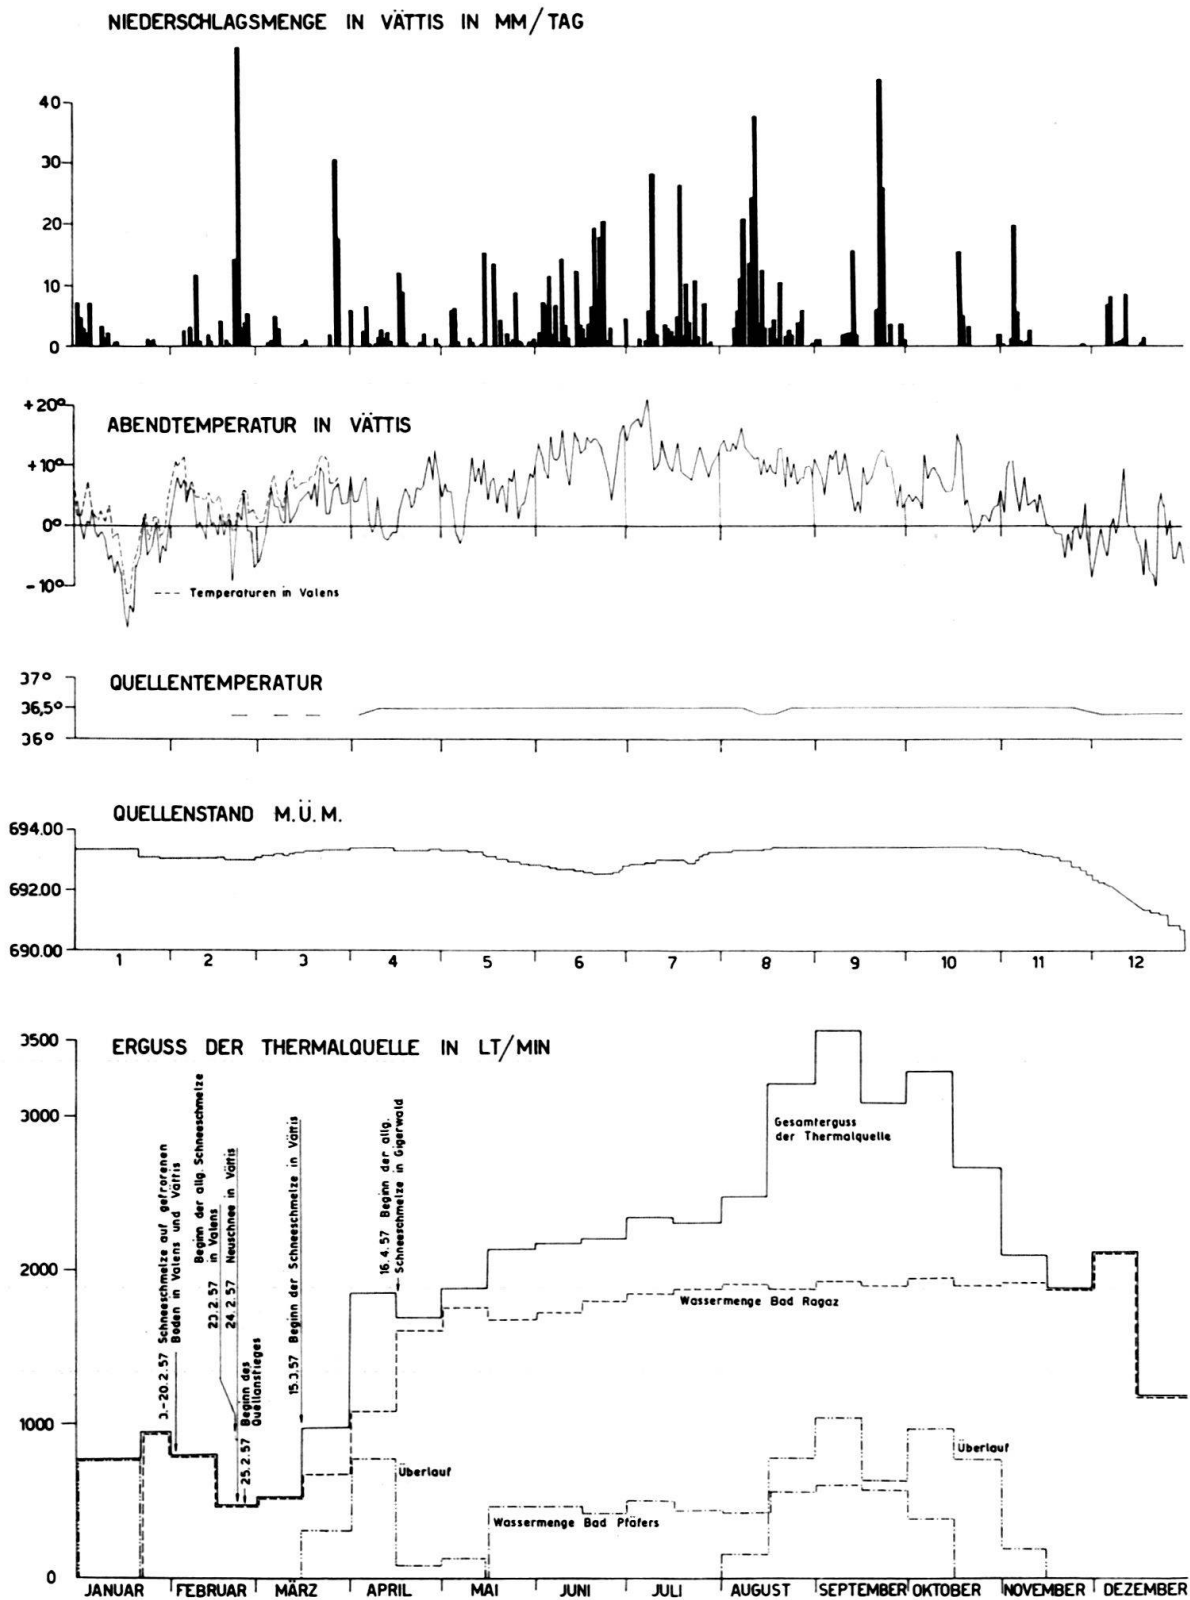 NIEDERSCHLAGSMENGE IN VÄTTIS IN MM/TAG
40
30
20
10
0
+20°
ABENDTEMPERATUR IN VÄTTIS
+10°
0°
-10°
Temperaturen in Valens
37°
QUELLENTEMPERATUR
36,5°
36°
QUELLENSTAND M.Ü.M.
694.00
692.00
690.00
1 2 3 4 5 6 7 8 9 10 11 12
3500
ERGUSS DER THERMALQUELLE IN LT/MIN
3000
2000
1000
0
3.-20.2.57 Schneeschmelze auf gefrorenen
Boden in Valens und Vättis
Beginn der allg. Schneeschmelze
23.2.57 in Valens
24.2.57 Neuschnee in Vättis
25.2.57 Beginn des
Quellanstieges
15.3.57 Beginn der Schneeschmelze in Vättis
16.4.57 Beginn der allg.
Schneeschmelze in Gigerwald
Gesamterguss
der Thermalquelle
Wassermenge Bad Ragaz
Überlauf
Überlauf
Wassermenge Bad Pfäfers
JANUAR FEBRUAR MÄRZ APRIL MAI JUNI JULI AUGUST SEPTEMBER OKTOBER NOVEMBER DEZEMBER